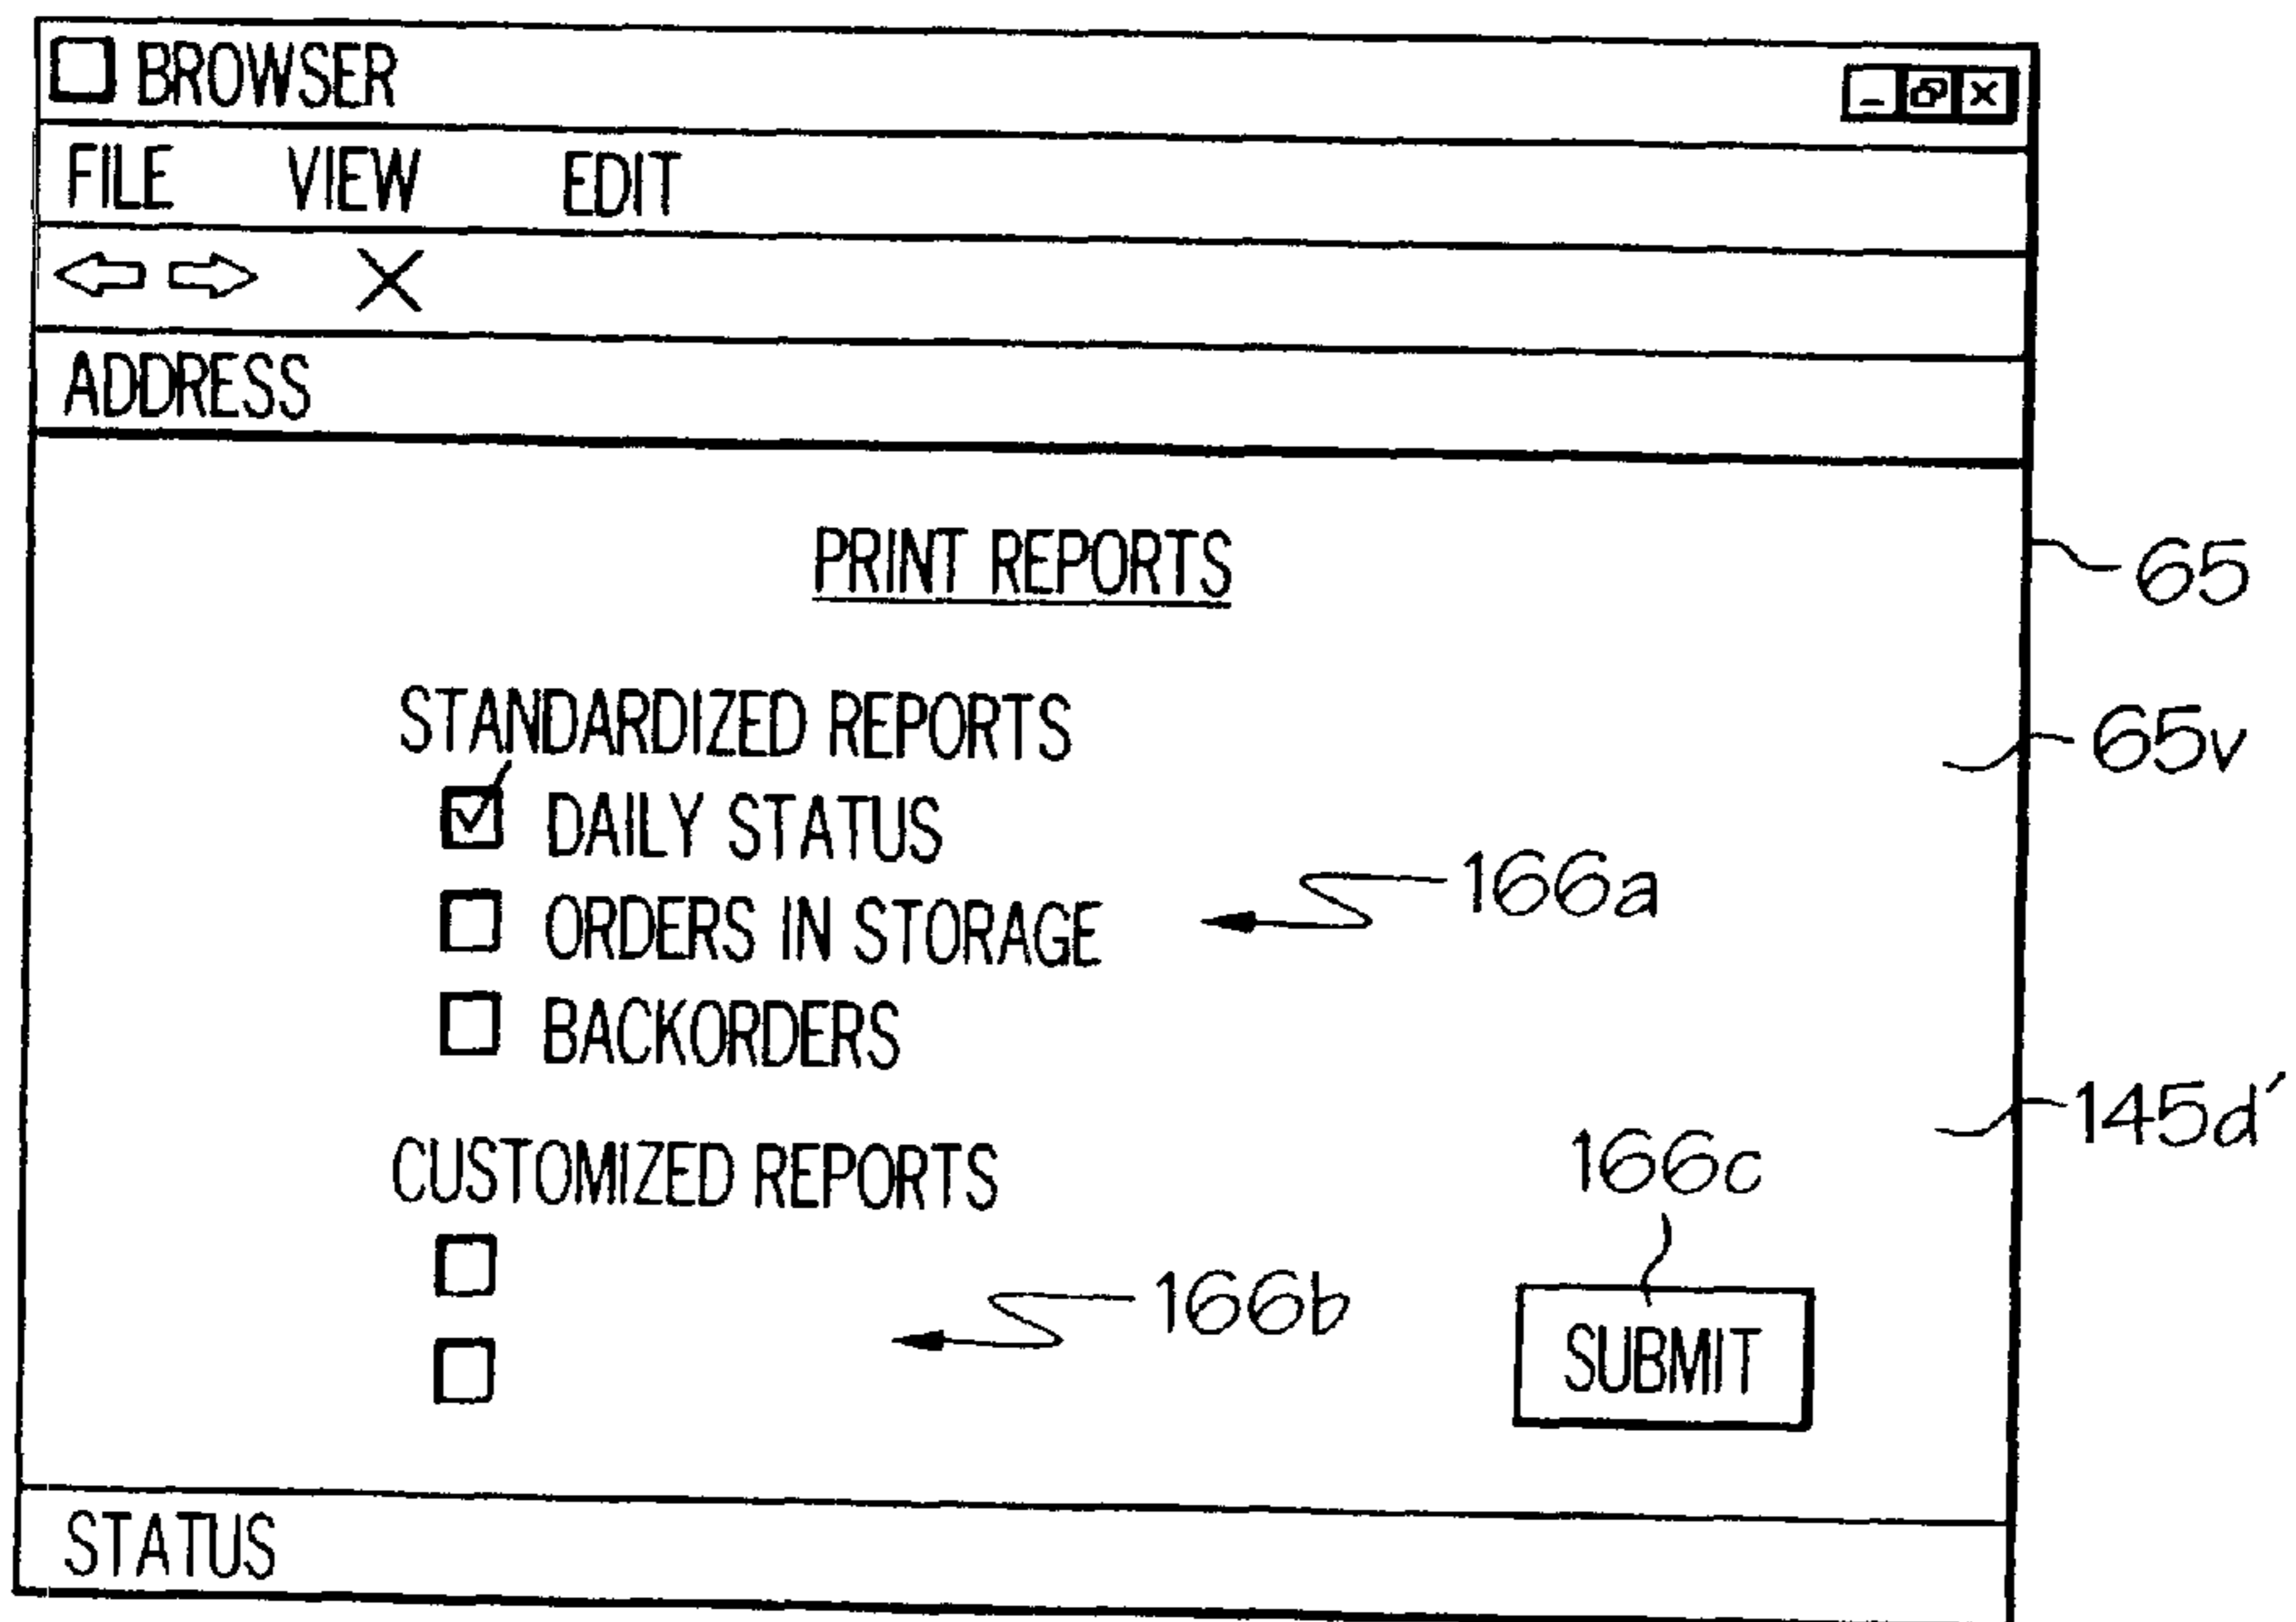 BROWSER
FILE VIEW EDIT
ADDRESS
PRINT REPORTS
65
STANDARDIZED REPORTS
65v
DAILY STATUS
166a
ORDERS IN STORAGE
BACKORDERS
145d'
CUSTOMIZED REPORTS
166c
166b
SUBMIT
STATUS